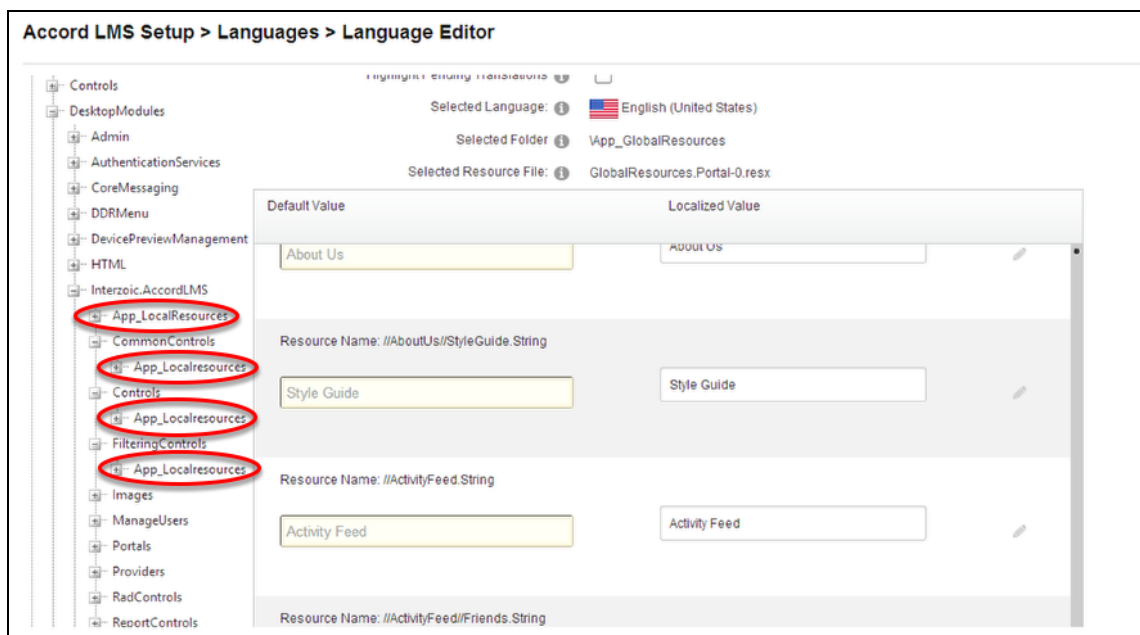 Accord LMS Setup > Languages > Language Editor
Controls
DesktopModules
Admin
AuthenticationServices
CoreMessaging
DDRMenu
DevicePreviewManagement
HTML
Interzoic.AccordLMS
App_LocalResources
CommonControls
App_Localresources
Controls
App_Localresources
FilteringControls
App_Localresources
Images
ManageUsers
Portals
Providers
RadControls
ReportControls
Highlight Pending Translations
Selected Language: English (United States)
Selected Folder \App_GlobalResources
Selected Resource File: GlobalResources.Portal-0.resx
Default Value Localized Value
About Us About Us
Resource Name: //AboutUs//StyleGuide.String
Style Guide Style Guide
Resource Name: //ActivityFeed.String
Activity Feed Activity Feed
Resource Name: //ActivityFeed//Friends.String